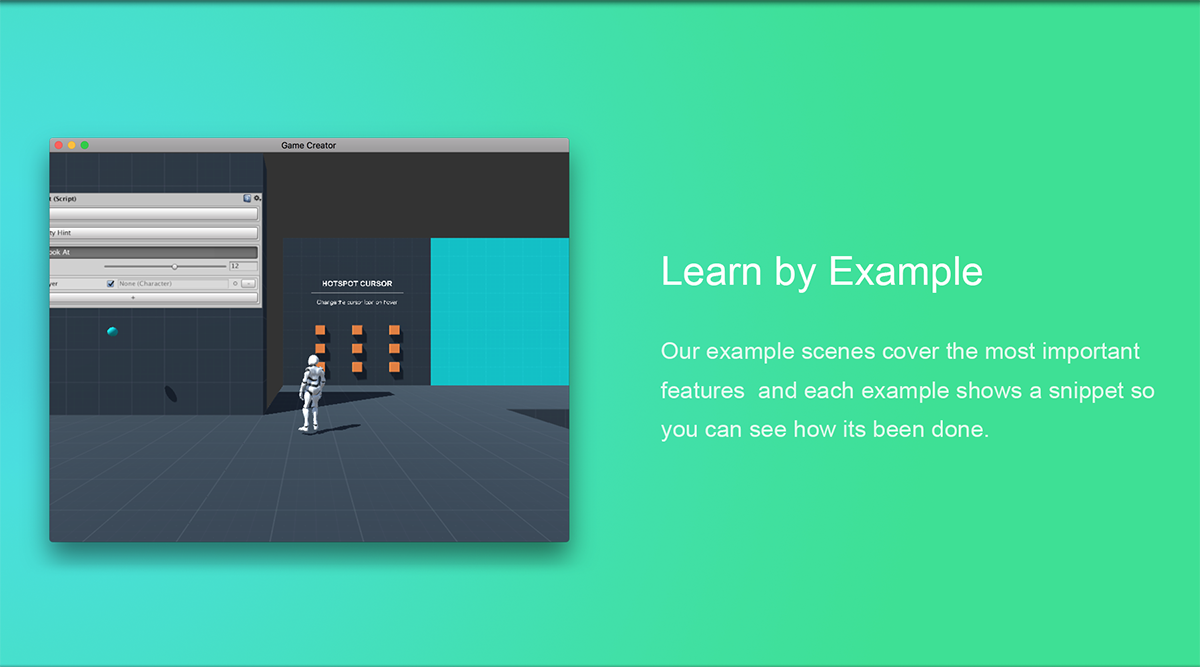 Game Creator
t (Script)
ty Hint
ook At
12
yer
None (Character)
HOTSPOT CURSOR
Change the cursor icon on hover
Learn by Example
Our example scenes cover the most important
features  and each example shows a snippet so
you can see how its been done.